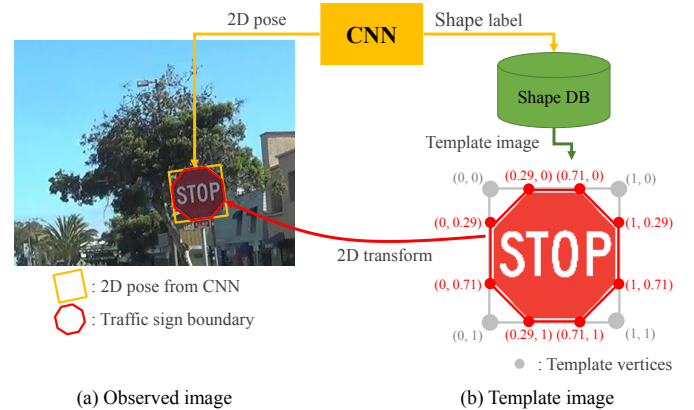 2D pose
CNN
Shape label
Shape DB
Template image
(0, 0)
(0.29, 0)
(0.71, 0)
(1, 0)
STOP
(0, 0.29)
(1, 0.29)
STOP
2D transform
(0, 0.71)
(1, 0.71)
(0, 1)
(0.29, 1)
(0.71, 1)
(1, 1)
: 2D pose from CNN
: Traffic sign boundary
: Template vertices
(a) Observed image
(b) Template image